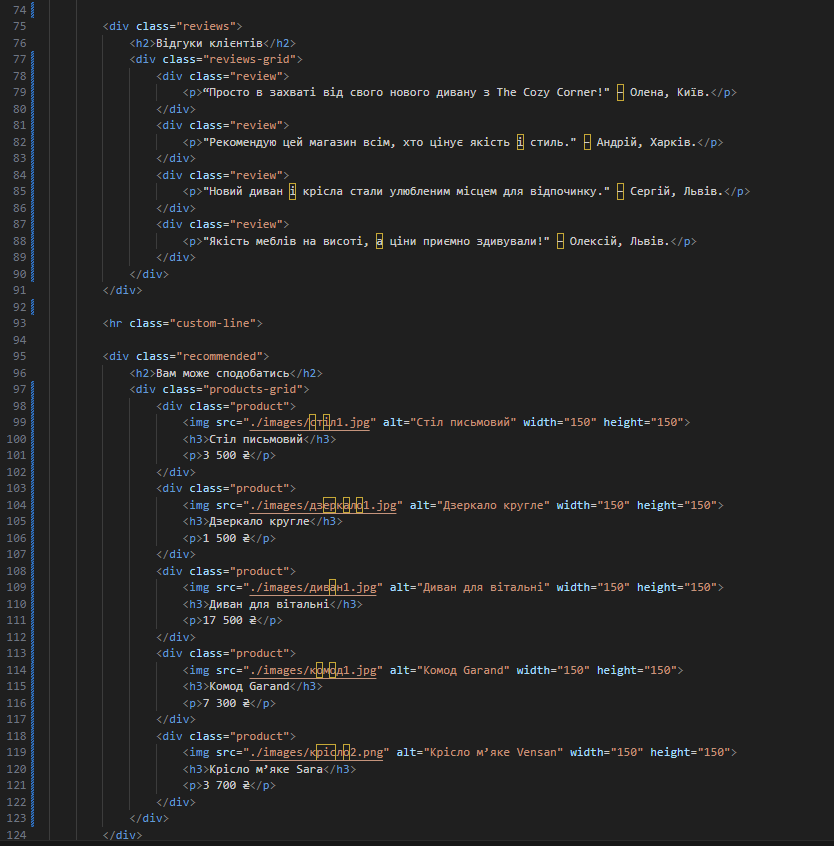 74
75 <div class="reviews">
76 <h2>Відгуки клієнтів</h2>
77 <div class="reviews-grid">
78 <div class="review">
79 <p>“Просто в захваті від свого нового дивану з The Cozy Corner!" – Олена, Київ.</p>
80 </div>
81 <div class="review">
82 <p>"Рекомендую цей магазин всім, хто цінує якість і стиль." – Андрій, Харків.</p>
83 </div>
84 <div class="review">
85 <p>"Новий диван і крісла стали улюбленим місцем для відпочинку." – Сергій, Львів.</p>
86 </div>
87 <div class="review">
88 <p>"Якість меблів на висоті, а ціни приємно здивували!" – Олексій, Львів.</p>
89 </div>
90 </div>
91 </div>
92
93 <hr class="custom-line">
94
95 <div class="recommended">
96 <h2>Вам може сподобатись</h2>
97 <div class="products-grid">
98 <div class="product">
99 <img src="./images/стіл1.jpg" alt="Стіл письмовий" width="150" height="150">
100 <h3>Стіл письмовий</h3>
101 <p>3 500 ₴</p>
102 </div>
103 <div class="product">
104 <img src="./images/дзеркало1.jpg" alt="Дзеркало кругле" width="150" height="150">
105 <h3>Дзеркало кругле</h3>
106 <p>1 500 ₴</p>
107 </div>
108 <div class="product">
109 <img src="./images/диван1.jpg" alt="Диван для вітальні" width="150" height="150">
110 <h3>Диван для вітальні</h3>
111 <p>17 500 ₴</p>
112 </div>
113 <div class="product">
114 <img src="./images/комод1.jpg" alt="Комод Garand" width="150" height="150">
115 <h3>Комод Garand</h3>
116 <p>7 300 ₴</p>
117 </div>
118 <div class="product">
119 <img src="./images/крісло2.png" alt="Крісло м’яке Vensan" width="150" height="150">
120 <h3>Крісло м’яке Sara</h3>
121 <p>3 700 ₴</p>
122 </div>
123 </div>
124 </div>